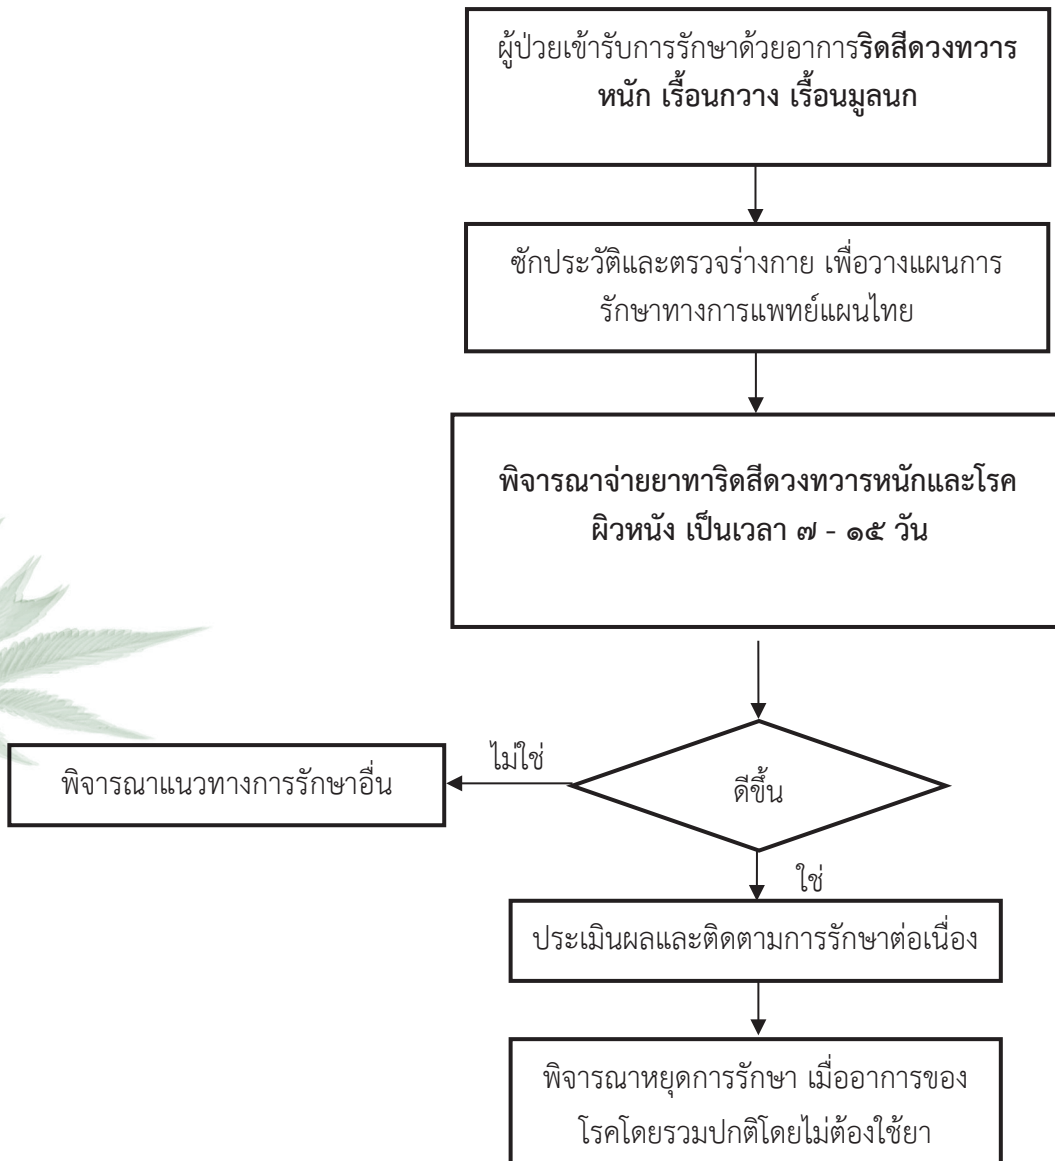 ผู้ป่วยเข้ารับการรักษาด้วยอาการริดสีดวงทวาร
หนัก เรื้อนกวาง เรื้อนมูลนก
ซักประวัติและตรวจร่างกาย เพื่อวางแผนการ
รักษาทางการแพทย์แผนไทย
พิจารณาจ่ายยาทาริดสีดวงทวารหนักและโรค
ผิวหนัง เป็นเวลา ๗ - ๑๕ วัน
ไม่ใช่
พิจารณาแนวทางการรักษาอื่น
ดีขึ้น
ใช่
ประเมินผลและติดตามการรักษาต่อเนื่อง
พิจารณาหยุดการรักษา เมื่ออาการของ
โรคโดยรวมปกติโดยไม่ต้องใช้ยา